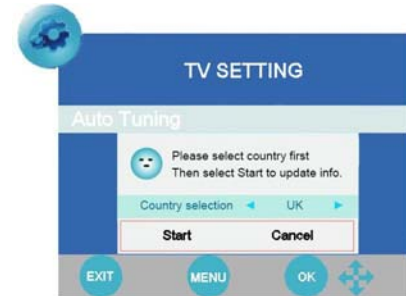 TV SETTING
Auto Tuning
Please select country first
Then select Start to update info.
Country selection UK
Start Cancel
EXIT MENU OK